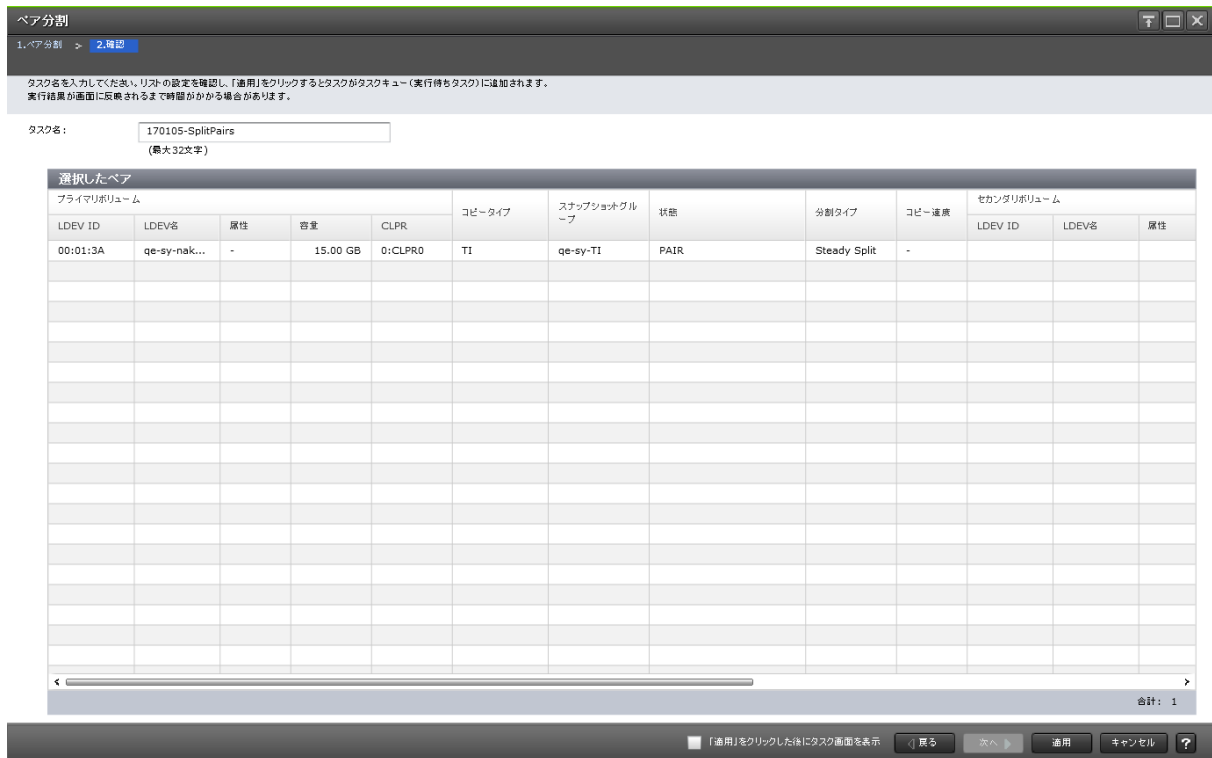 ペア分割
1.ペア分割 > 2.確認
タスク名を入力してください。リストの設定を確認し、「適用」をクリックするとタスクがタスクキュー(実行待ちタスク)に追加されます。
実行結果が画面に反映されるまで時間がかかる場合があります。
タスク名: 170105-SplitPairs
(最大32文字)
選択したペア
プライマリボリューム コピータイプ スナップショットグループ 状態 分割タイプ コピー速度 セカンダリボリューム
LDEV ID LDEV名 属性 容量 CLPR LDEV ID LDEV名 属性
00:01:3A qe-sy-nak... - 15.00 GB 0:CLPR0 TI qe-sy-TI PAIR Steady Split -
合計: 1
「適用」をクリックした後にタスク画面を表示 戻る 次へ 適用 キャンセル ?